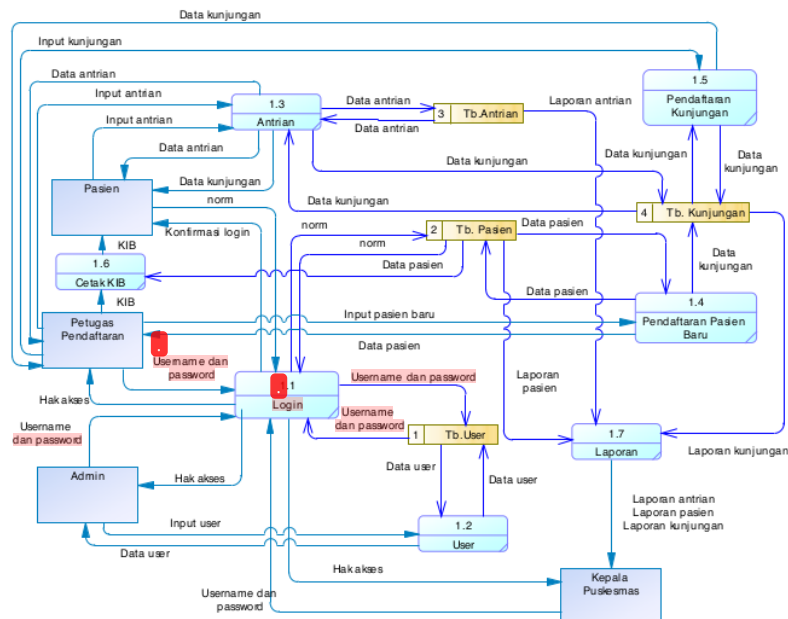 Data kunjungan
Input kunjungan
Data antrian
Input antrian
Input antrian
Data antrian
1.3
Antrian
Data antrian
Data antrian
3 Tb.Antrian
Laporan antrian
1.5
Pendaftaran
Kunjungan
Pasien
Data kunjungan
norm
Konfirmasi login
Data kunjungan
Data kunjungan
Data kunjungan
Data
kunjungan
4 Tb. Kunjungan
norm
norm
2 Tb. Pasien
Data pasien
Data pasien
Data pasien
Data
kunjungan
KIB
1.6
Cetak KIB
KIB
1.4
Pendaftaran Pasien
Baru
Petugas
Pendaftaran
Input pasien baru
Data pasien
Username dan
password
Hak akses
1.1
Login
Username dan password
Username
dan password
1 Tb.User
Laporan
pasien
1.7
Laporan
Laporan kunjungan
Username
dan password
Admin
Hak akses
Data user
Data user
Input user
Data user
1.2
User
Laporan antrian
Laporan pasien
Laporan kunjungan
Hak akses
Username dan
password
Kepala
Puskesmas